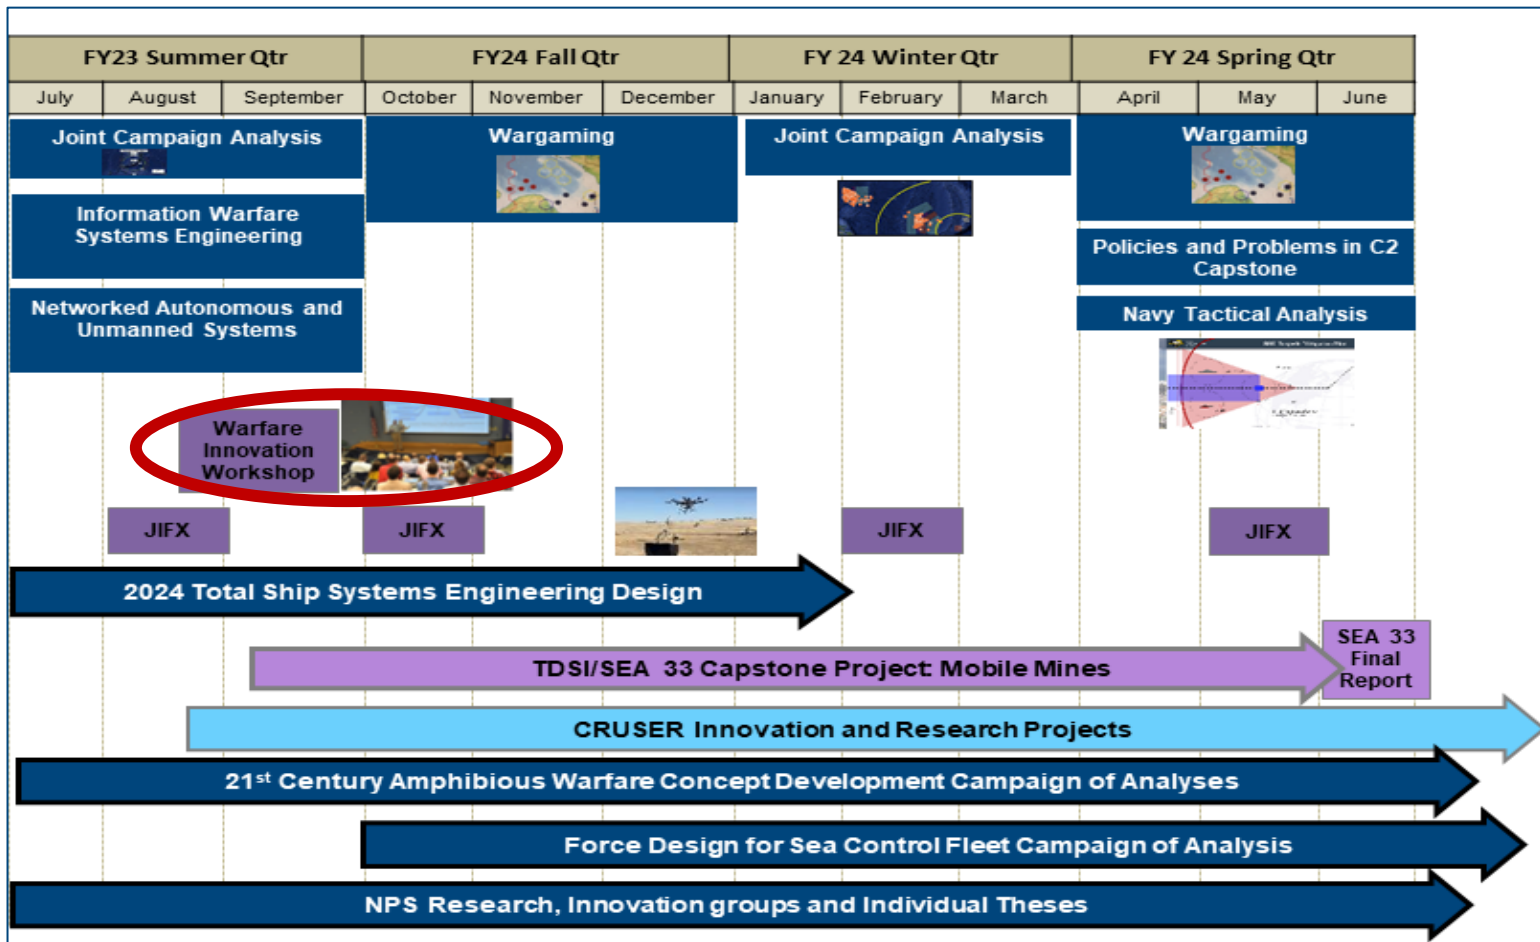 FY23 Summer Qtr
FY24 Fall Qtr
FY 24 Winter Qtr
FY 24 Spring Qtr
July
August
September
October
November
December
January
February
March
April
May
June
Joint Campaign Analysis
Wargaming
Joint Campaign Analysis
Wargaming
Information Warfare
Systems Engineering
Policies and Problems in C2
Capstone
Networked Autonomous and
Unmanned Systems
Navy Tactical Analysis
Warfare
Innovation
Workshop
JIFX
JIFX
JIFX
JIFX
2024 Total Ship Systems Engineering Design
TDSI/SEA 33 Capstone Project: Mobile Mines
SEA 33
Final
Report
CRUSER Innovation and Research Projects
21st Century Amphibious Warfare Concept Development Campaign of Analyses
Force Design for Sea Control Fleet Campaign of Analysis
NPS Research, Innovation groups and Individual Theses